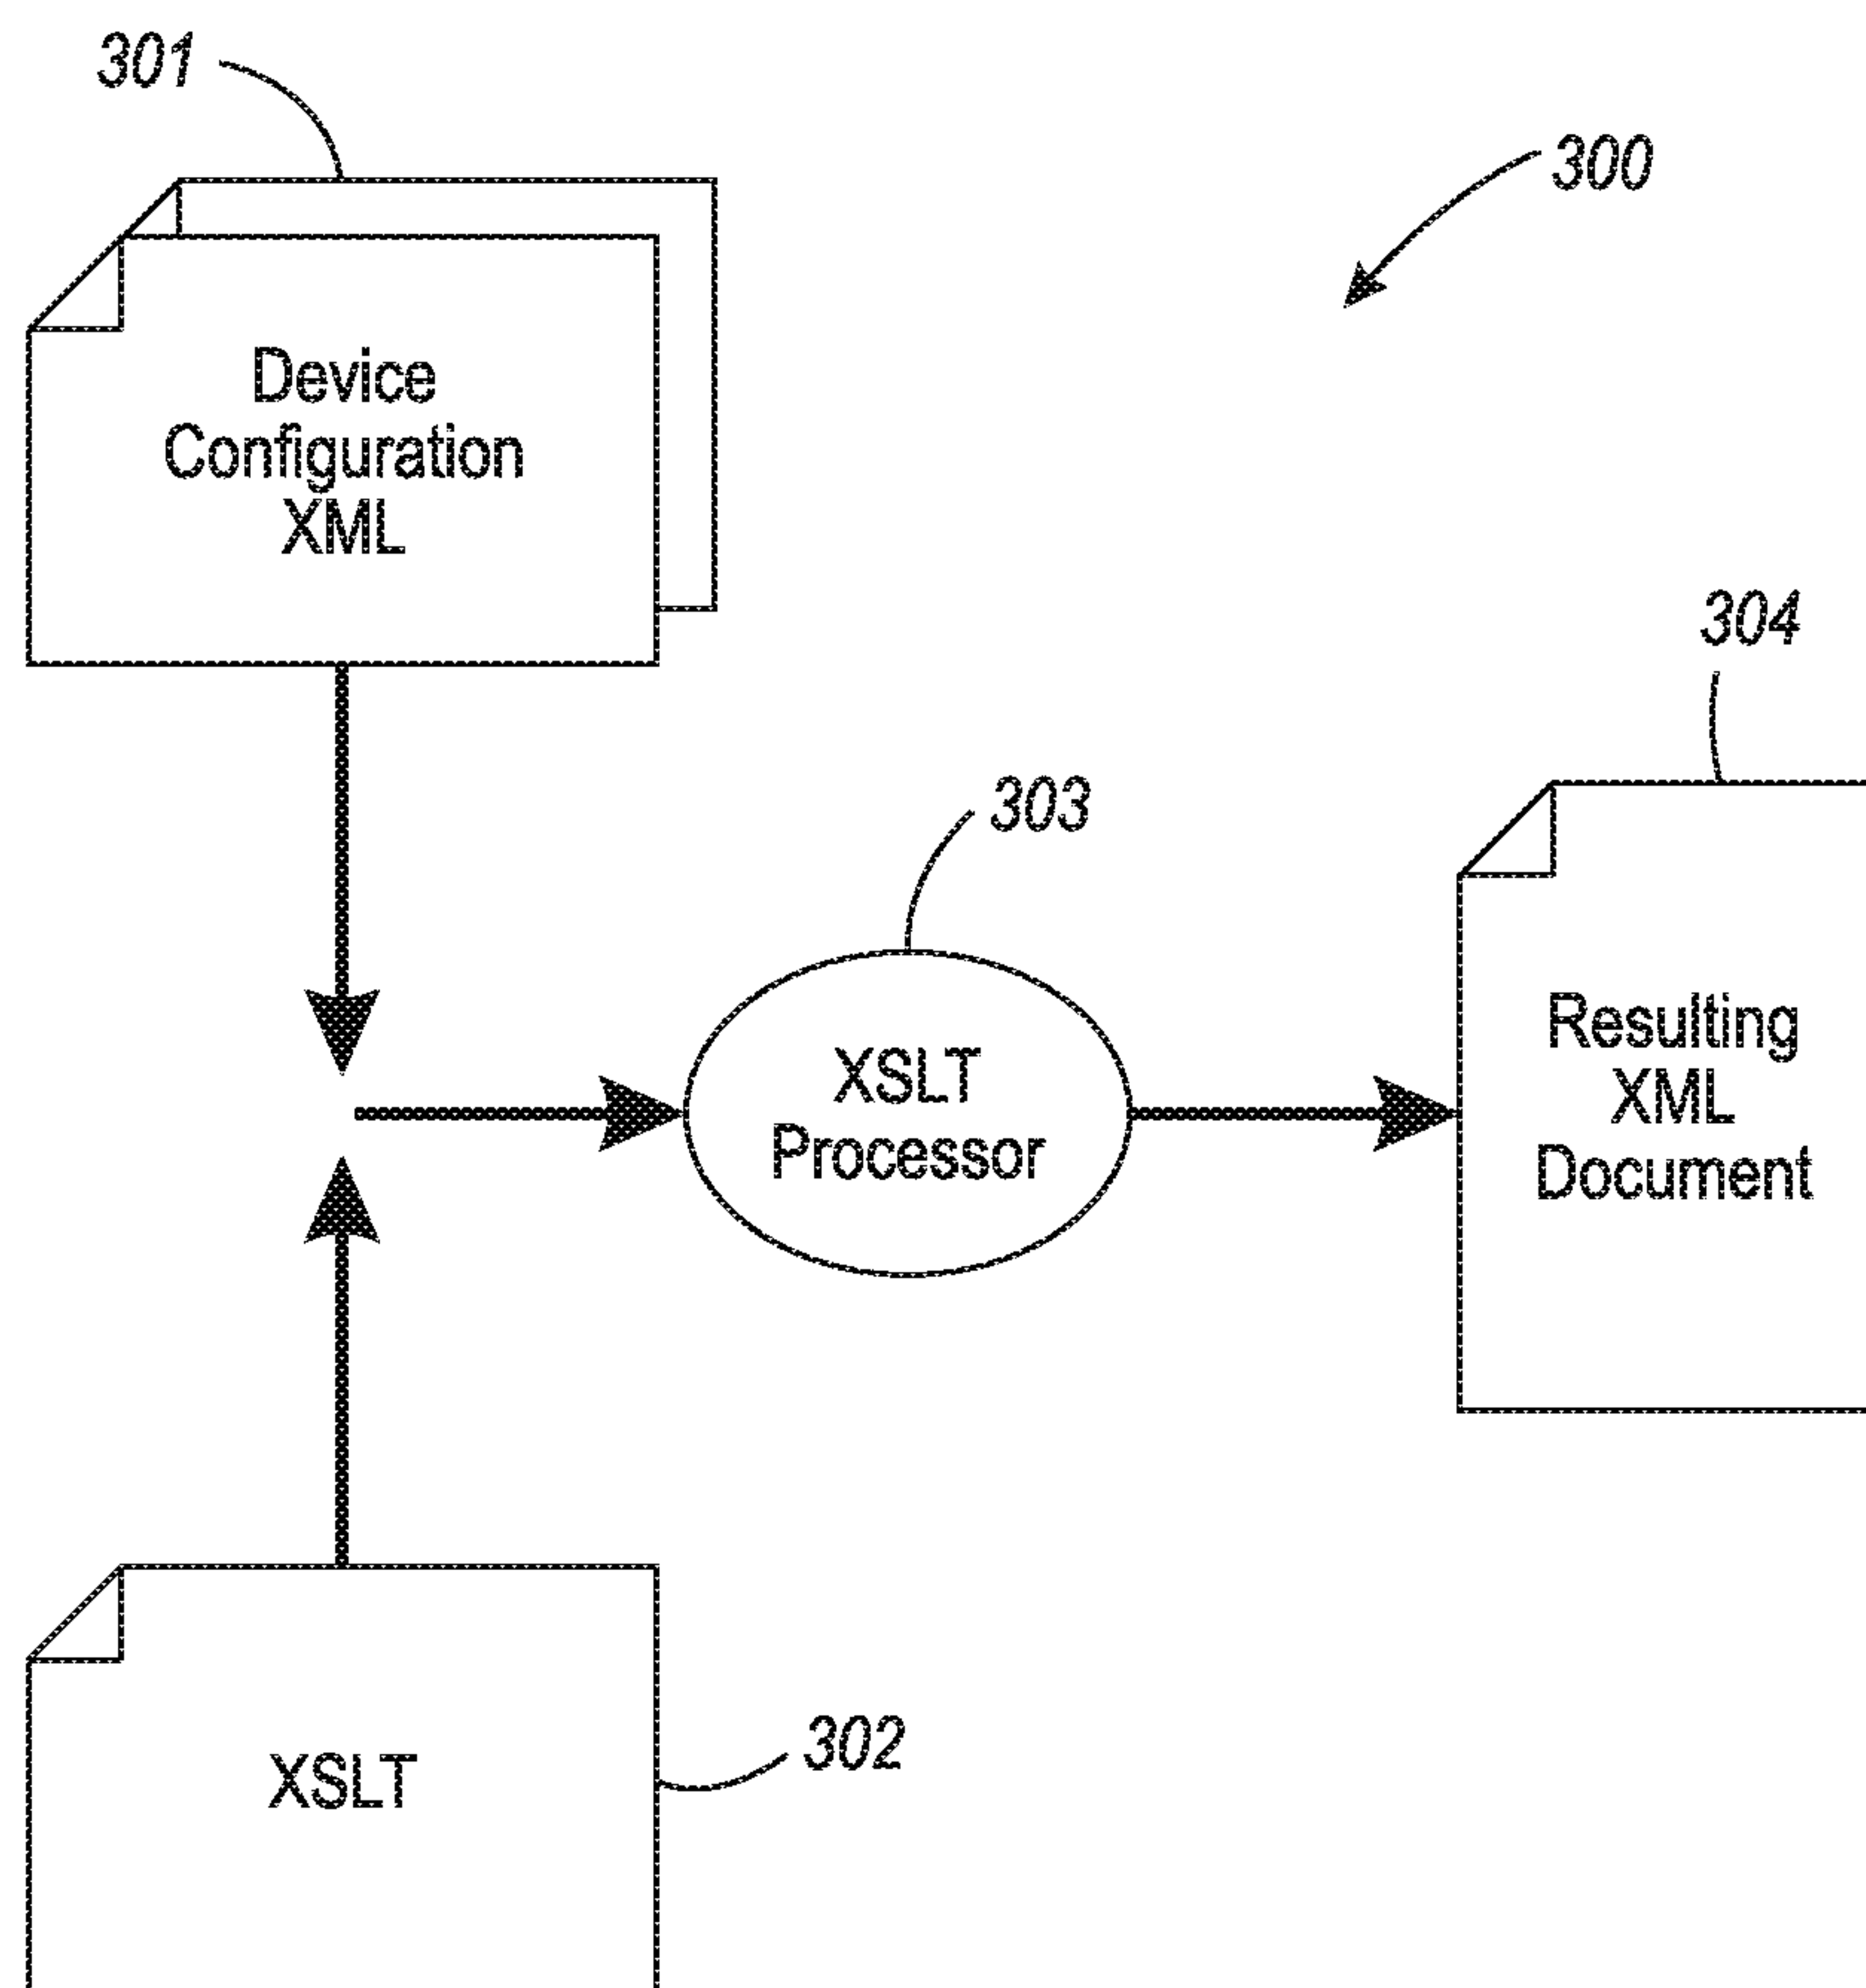 301
300
Device
Configuration
XML
304
303
XSLT
Processor
Resulting
XML
Document
XSLT
302